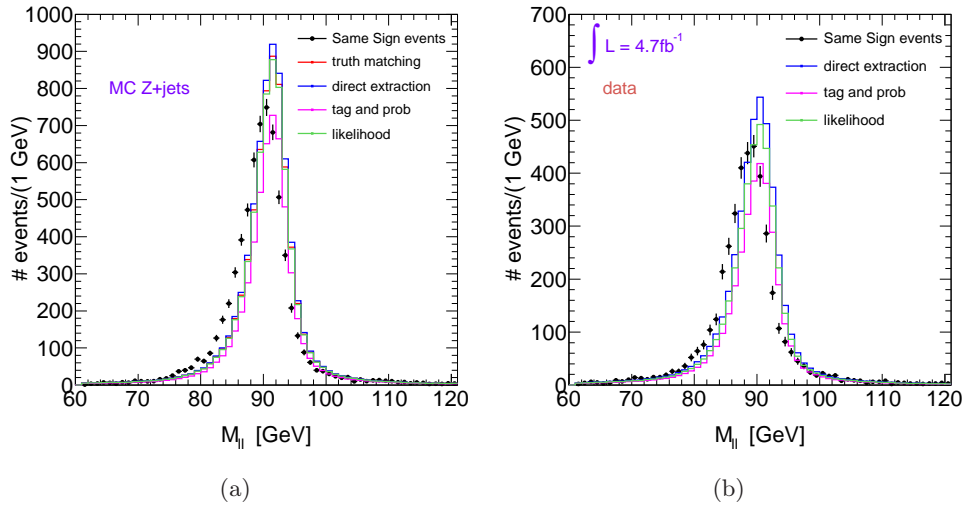 1000
900
800
700
600
500
400
300
200
100
0
# events/(1 GeV)
MC Z+jets
Same Sign events
truth matching
direct extraction
tag and prob
likelihood
60 70 80 90 100 110 120
M_ll [GeV]
(a)
700
600
500
400
300
200
100
0
# events/(1 GeV)
∫ L = 4.7fb^-1
data
Same Sign events
direct extraction
tag and prob
likelihood
60 70 80 90 100 110 120
M_ll [GeV]
(b)